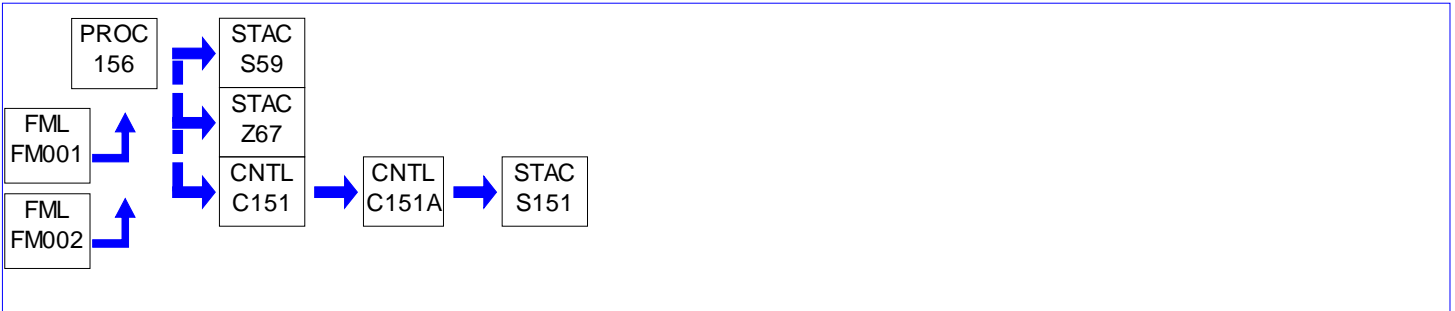 PROC
156
STAC
S59
STAC
Z67
FML
FM001
CNTL
C151
CNTL
C151A
STAC
S151
FML
FM002